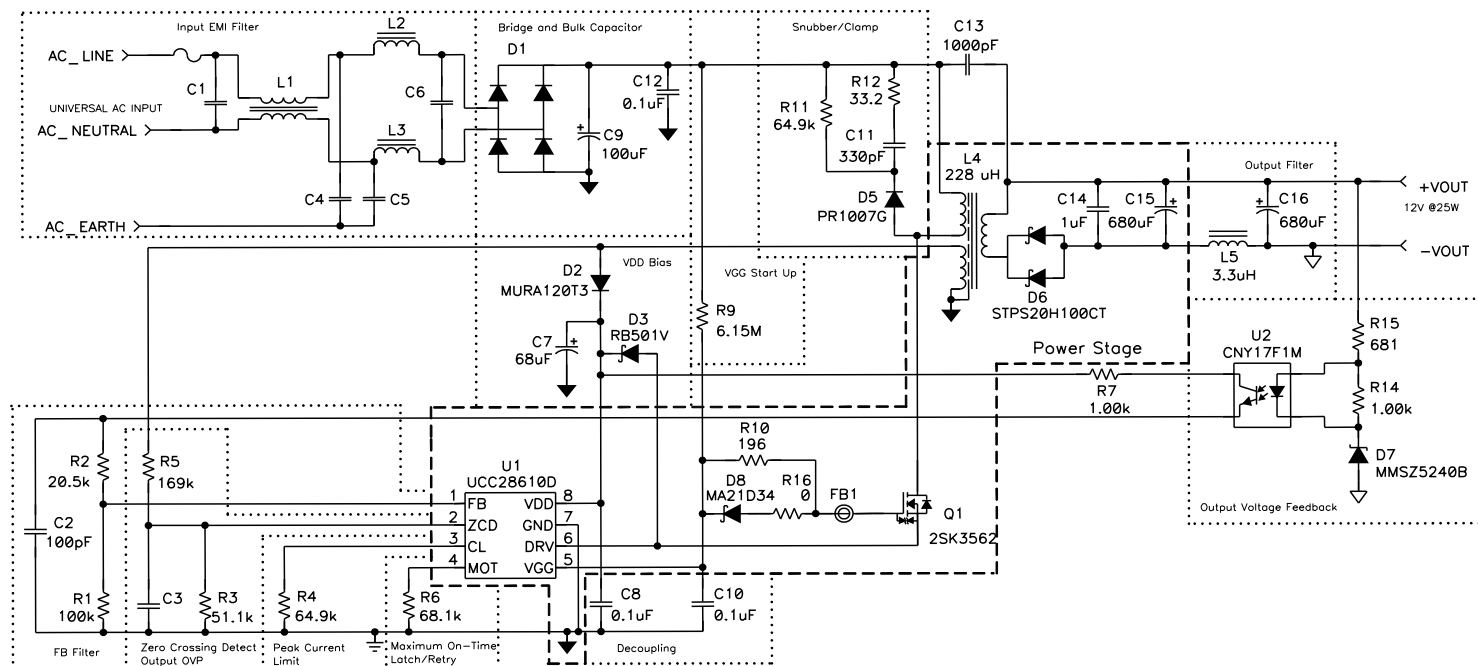 Input EMI Filter
L2
Bridge and Bulk Capacitor
Snubber/Clamp
C13
1000pF
D1
AC_LINE
C1
L1
C6
C12
0.1uF
R12
33.2
R11
64.9k
UNIVERSAL AC INPUT
AC_NEUTRAL
L3
C9
100uF
C11
330pF
L4
228 uH
Output Filter
C4
C5
D5
PR1007G
C14
1uF
C15
680uF
C16
680uF
+VOUT
12V @25W
AC_EARTH
-VOUT
L5
3.3uH
D2
MURA120T3
VDD Bias
VGG Start Up
D6
STPS20H100CT
D3
RB501V
R9
6.15M
C7
68uF
Power Stage
U2
CNY17F1M
R15
681
R7
1.00k
R14
1.00k
R10
196
D7
MMSZ5240B
R2
20.5k
R5
169k
U1
UCC28610D
D8
MA21D34
R16
0
FB1
1 FB VDD 8
2 ZCD GND 7
3 CL DRV 6
4 MOT VGG 5
Q1
2SK3562
Output Voltage Feedback
C2
100pF
R1
100k
C3
R3
51.1k
R4
64.9k
R6
68.1k
C8
0.1uF
C10
0.1uF
FB Filter
Zero Crossing Detect
Output OVP
Peak Current
Limit
Maximum On-Time
Latch/Retry
Decoupling